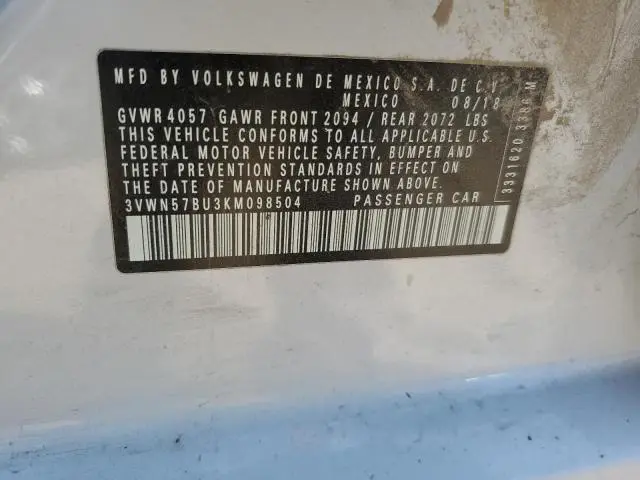 MFD BY VOLKSWAGEN DE MEXICO S.A. DE C.V
MEXICO 08/18
GVWR 4057 GAWR FRONT 2094 / REAR 2072 LBS
THIS VEHICLE CONFORMS TO ALL APPLICABLE U.S.
FEDERAL MOTOR VEHICLE SAFETY, BUMPER AND
THEFT PREVENTION STANDARDS IN EFFECT ON
THE DATE OF MANUFACTURE SHOWN ABOVE.
3VWN57BU3KM098504 PASSENGER CAR
3331620